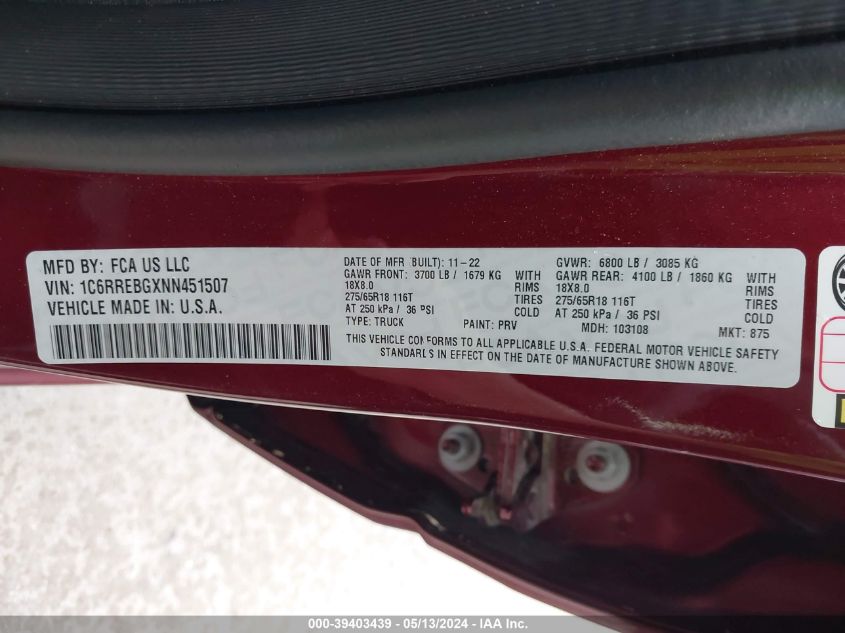 MFD BY: FCA US LLC
VIN: 1C6RREBGXNN451507
VEHICLE MADE IN: U.S.A.
DATE OF MFR (BUILT): 11-22
GAWR FRONT: 3700 LB / 1679 KG WITH
18X8.0 RIMS
275/65R18 116T
AT 250 kPa / 36 PSI COLD
TYPE: TRUCK PAINT: PRV
GVWR: 6800 LB / 3085 KG
GAWR REAR: 4100 LB / 1860 KG WITH
18X8.0 RIMS
275/65R18 116T
AT 250 kPa / 36 PSI COLD
MDH: 103108 MKT: 875
THIS VEHICLE CONFORMS TO ALL APPLICABLE U.S.A. FEDERAL MOTOR VEHICLE SAFETY
STANDARDS IN EFFECT ON THE DATE OF MANUFACTURE SHOWN ABOVE.
000-39403439 - 05/13/2024 - IAA Inc.